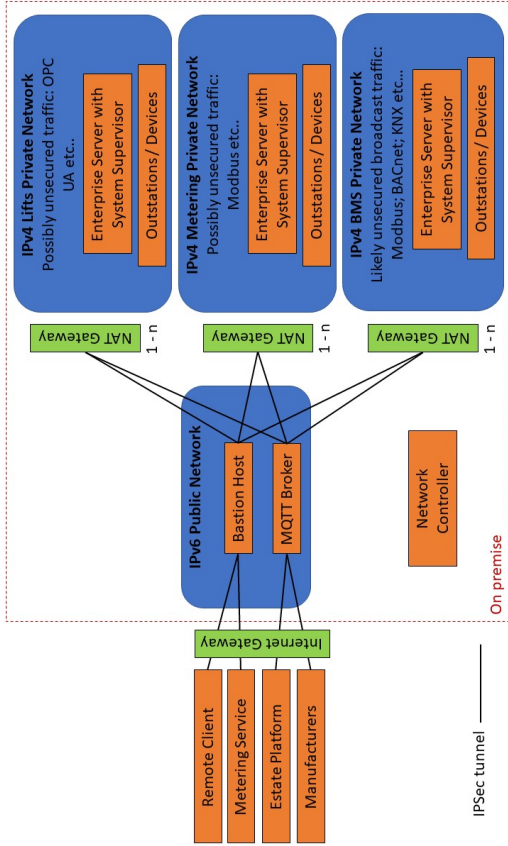 Remote Client
Metering Service
Estate Platform
Manufacturers
IPSec tunnel
Internet Gateway
IPv6 Public Network
Bastion Host
MQTT Broker
Network
Controller
On premise
NAT Gateway
1 - n
NAT Gateway
1 - n
NAT Gateway
1 - n
IPv4 Lifts Private Network
Possibly unsecured traffic: OPC
UA etc..
Enterprise Server with
System Supervisor
Outstations / Devices
IPv4 Metering Private Network
Possibly unsecured traffic:
Modbus etc..
Enterprise Server with
System Supervisor
Outstations / Devices
IPv4 BMS Private Network
Likely unsecured broadcast traffic:
Modbus; BACnet; KNX etc...
Enterprise Server with
System Supervisor
Outstations / Devices